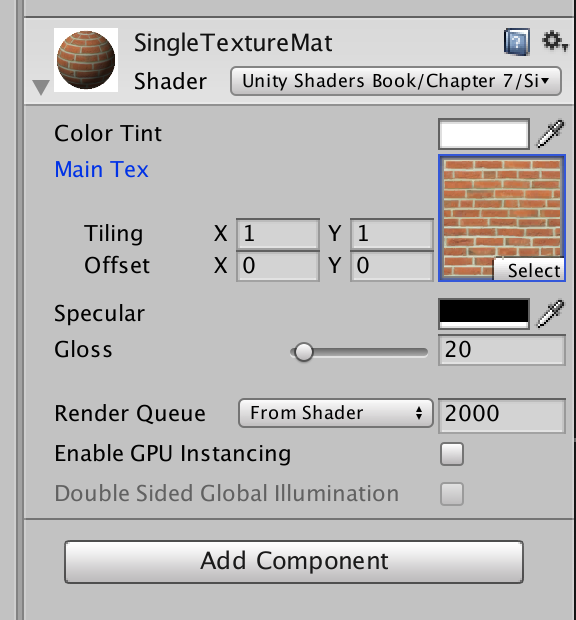 SingleTextureMat
Shader Unity Shaders Book/Chapter 7/Si
Color Tint
Main Tex
Tiling X 1 Y 1
Offset X 0 Y 0
Select
Specular
Gloss 20
Render Queue From Shader 2000
Enable GPU Instancing
Double Sided Global Illumination
Add Component